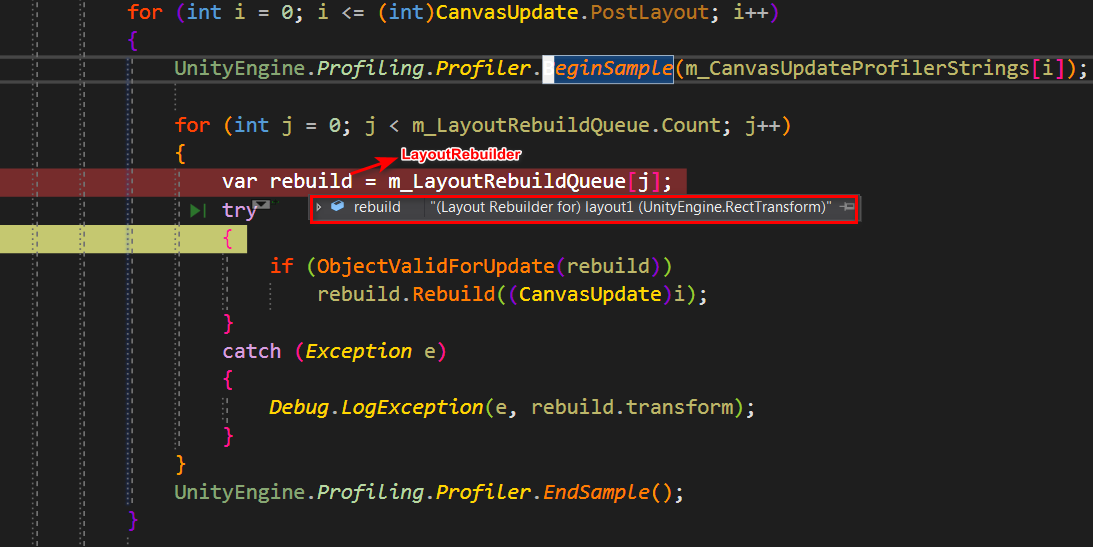 for (int i = 0; i <= (int)CanvasUpdate.PostLayout; i++)
{
UnityEngine.Profiling.Profiler.BeginSample(m_CanvasUpdateProfilerStrings[i]);
for (int j = 0; j < m_LayoutRebuildQueue.Count; j++)
{
LayoutRebuilder
var rebuild = m_LayoutRebuildQueue[j];
try
rebuild "(Layout Rebuilder for) layout1 (UnityEngine.RectTransform)"
{
if (ObjectValidForUpdate(rebuild))
rebuild.Rebuild((CanvasUpdate)i);
}
catch (Exception e)
{
Debug.LogException(e, rebuild.transform);
}
}
UnityEngine.Profiling.Profiler.EndSample();
}